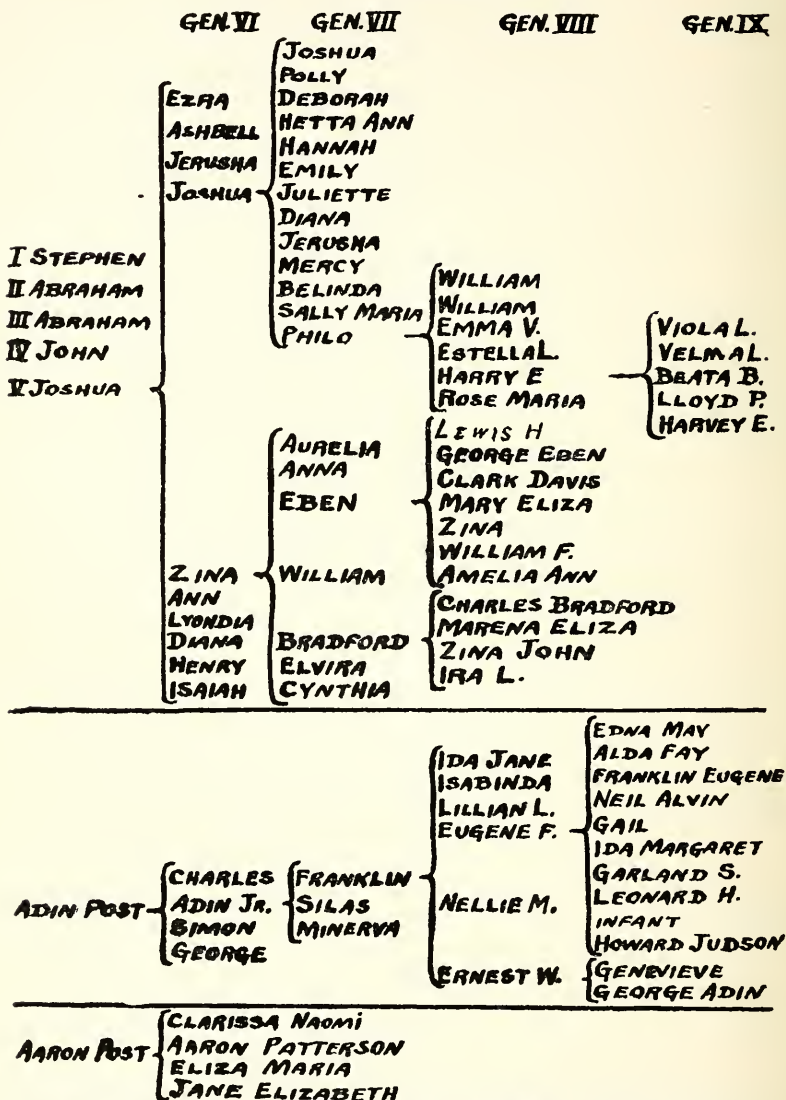 GEN. VI GEN. VII GEN. VIII GEN. IX
I STEPHEN
II ABRAHAM
III ABRAHAM
IV JOHN
V JOSHUA
EZRA
ASHBELL
JERUSHA
JOSHUA
ZINA
ANN
LYONDIA
DIANA
HENRY
ISAIAH
JOSHUA
POLLY
DEBORAH
HETTA ANN
HANNAH
EMILY
JULIETTE
DIANA
JERUSHA
MERCY
BELINDA
SALLY MARIA
PHILO
AURELIA
ANNA
EBEN
WILLIAM
BRADFORD
ELVIRA
CYNTHIA
WILLIAM
WILLIAM
EMMA V.
ESTELLA L.
HARRY E
ROSE MARIA
LEWIS H
GEORGE EBEN
CLARK DAVIS
MARY ELIZA
ZINA
WILLIAM F.
AMELIA ANN
CHARLES BRADFORD
MARENA ELIZA
ZINA JOHN
IRA L.
VIOLA L.
VELMA L.
BEATA B.
LLOYD P.
HARVEY E.
ADIN POST
CHARLES
ADIN JR.
SIMON
GEORGE
FRANKLIN
SILAS
MINERVA
IDA JANE
ISABINDA
LILLIAN L.
EUGENE F.
NELLIE M.
ERNEST W.
EDNA MAY
ALDA FAY
FRANKLIN EUGENE
NEIL ALVIN
GAIL
IDA MARGARET
GARLAND S.
LEONARD H.
INFANT
HOWARD JUDSON
GENEVIEVE
GEORGE ADIN
AARON POST
CLARISSA NAOMI
AARON PATTERSON
ELIZA MARIA
JANE ELIZABETH